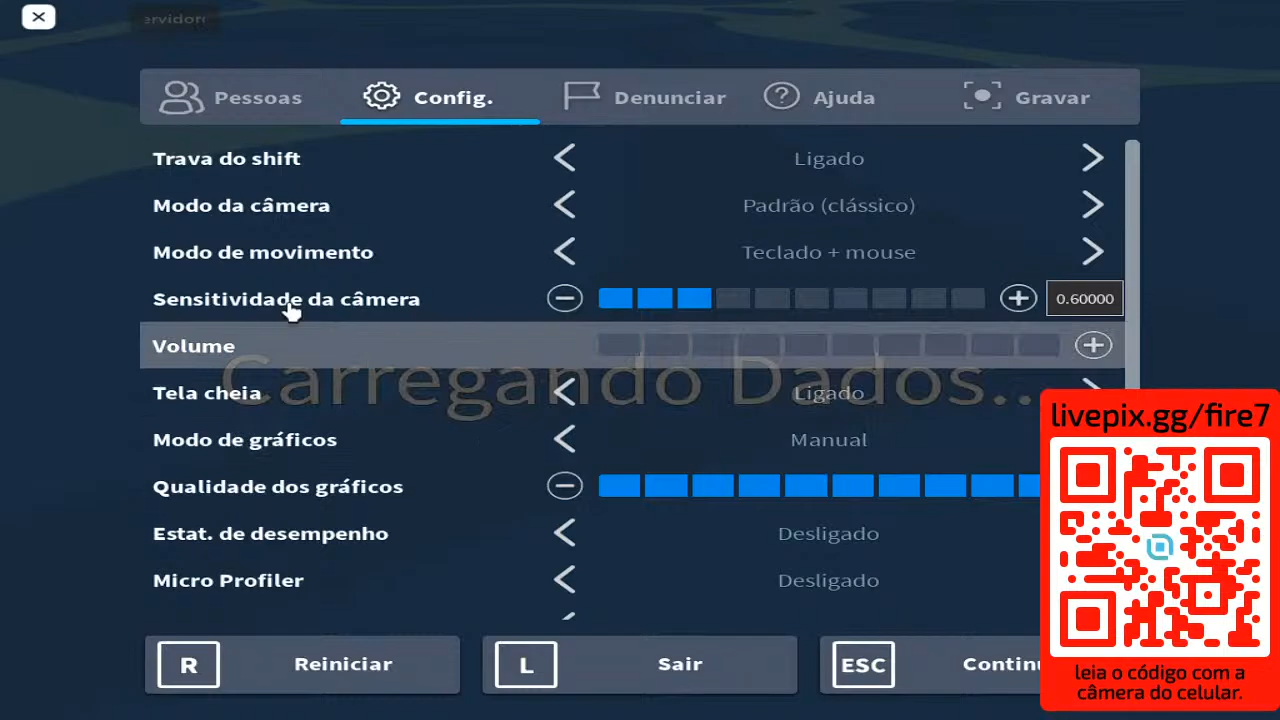 Pessoas
Config.
Denunciar
Ajuda
Gravar
Trava do shift
Ligado
Modo da câmera
Padrão (clássico)
Modo de movimento
Teclado + mouse
Sensitividade da câmera
0.60000
Volume
Carregando Dados...
Tela cheia
Ligado
Modo de gráficos
Manual
Qualidade dos gráficos
Estat. de desempenho
Desligado
Micro Profiler
Desligado
R
Reiniciar
L
Sair
ESC
livepix.gg/fire7
leia o código com a
câmera do celular.